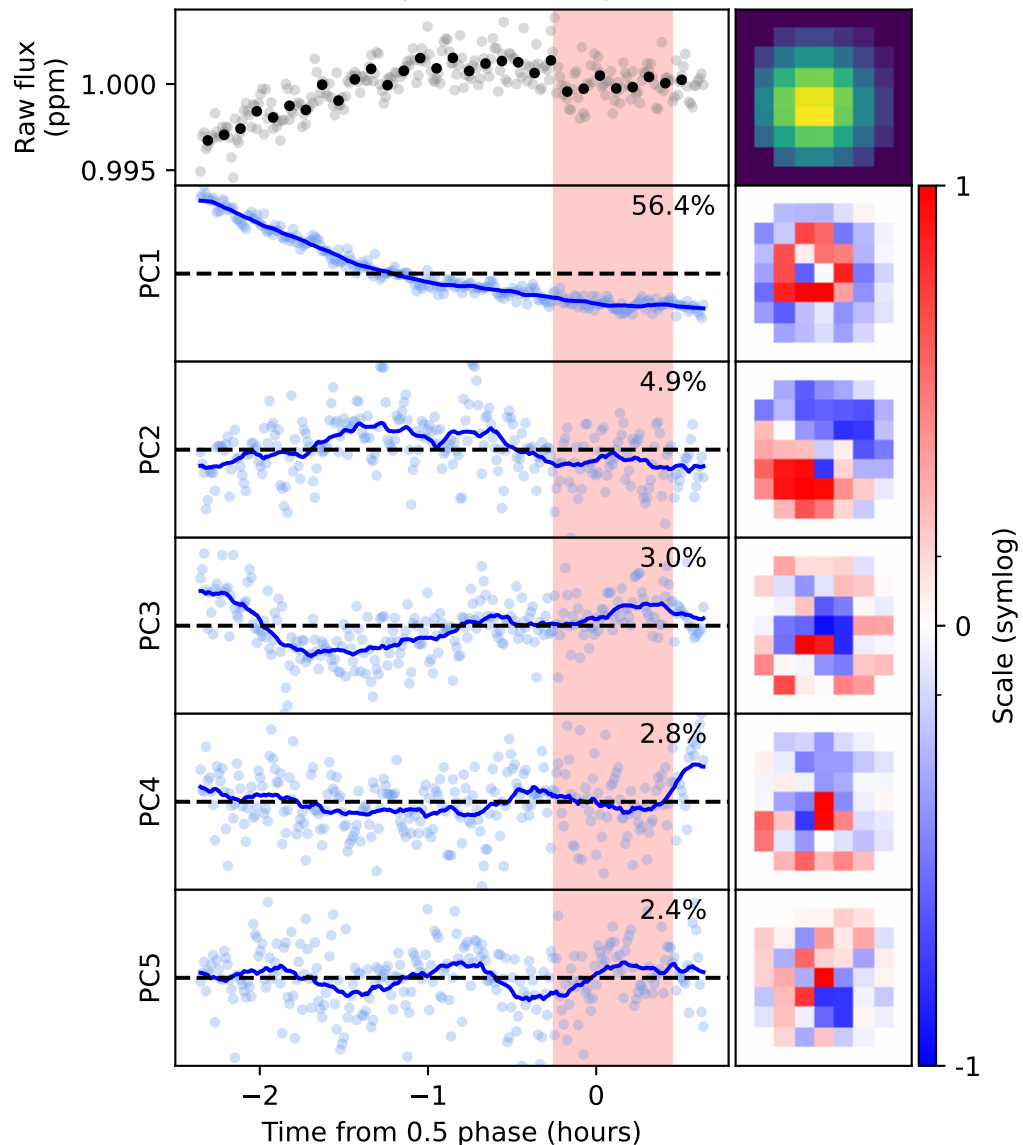 Raw flux
(ppm)
1.000
0.995
PC1
56.4%
1
PC2
4.9%
PC3
3.0%
0
Scale (symlog)
PC4
2.8%
PC5
2.4%
-1
−2
−1
0
Time from 0.5 phase (hours)